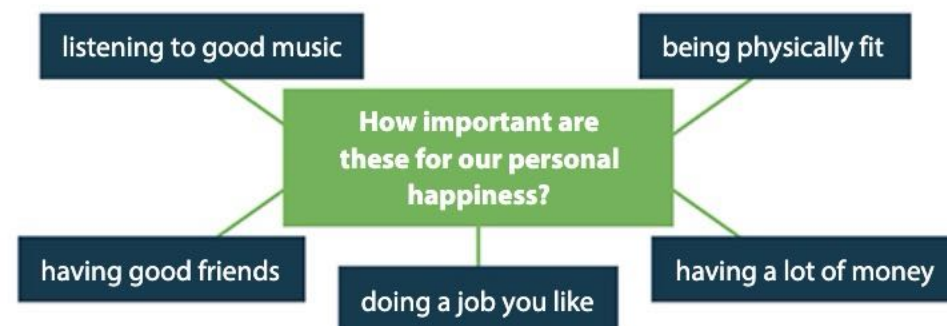 listening to good music
being physically fit
How important are
these for our personal
happiness?
having good friends
doing a job you like
having a lot of money